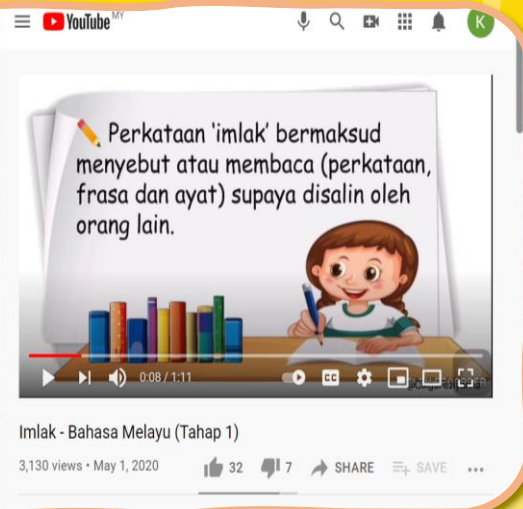 YouTube MY
K
Perkataan 'imlak' bermaksud
menyebut atau membaca (perkataan,
frasa dan ayat) supaya disalin oleh
orang lain.
0:08 / 1:11
CC
Imlak - Bahasa Melayu (Tahap 1)
3,130 views • May 1, 2020 32 7 SHARE SAVE